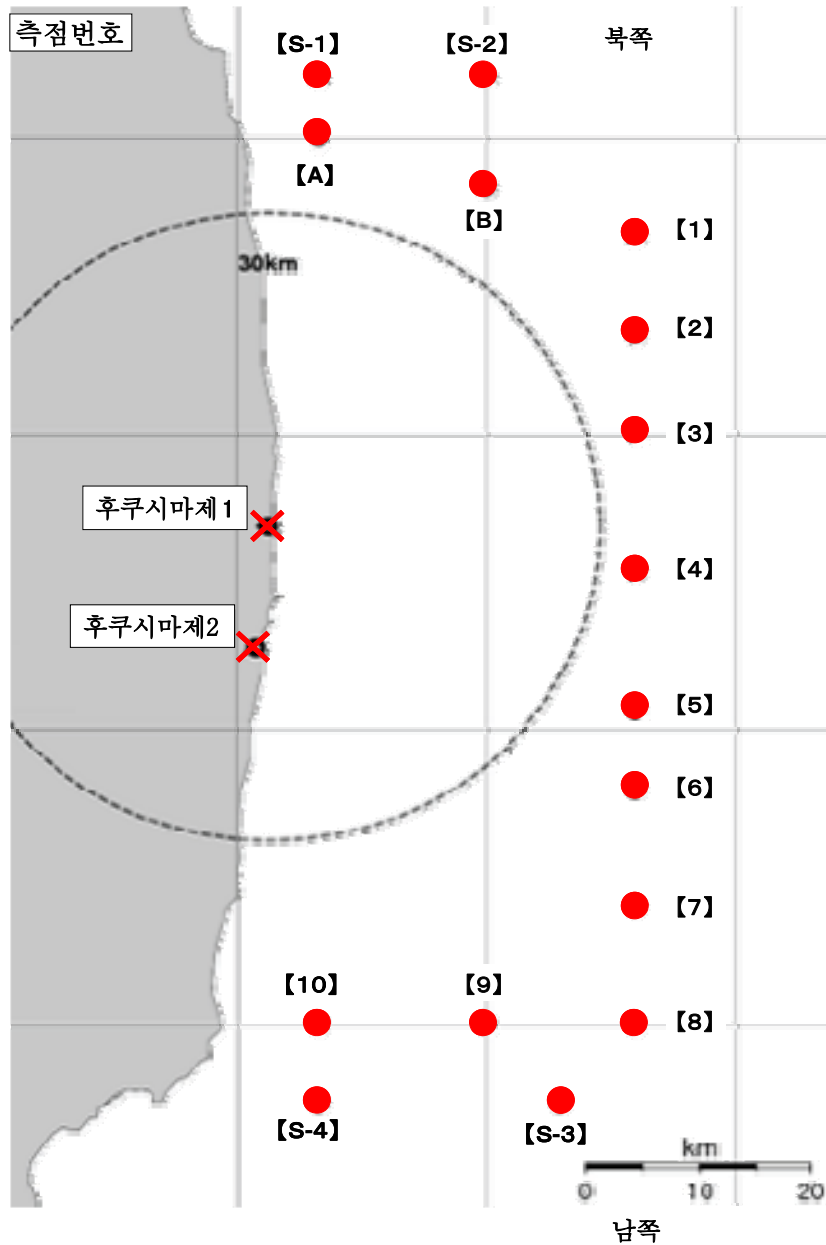 측점번호
【S-1】
【S-2】
북쪽
【A】
【B】
【1】
30km
【2】
【3】
후쿠시마제1
【4】
후쿠시마제2
【5】
【6】
【7】
【10】
【9】
【8】
【S-4】
【S-3】
km
0 10 20
남쪽